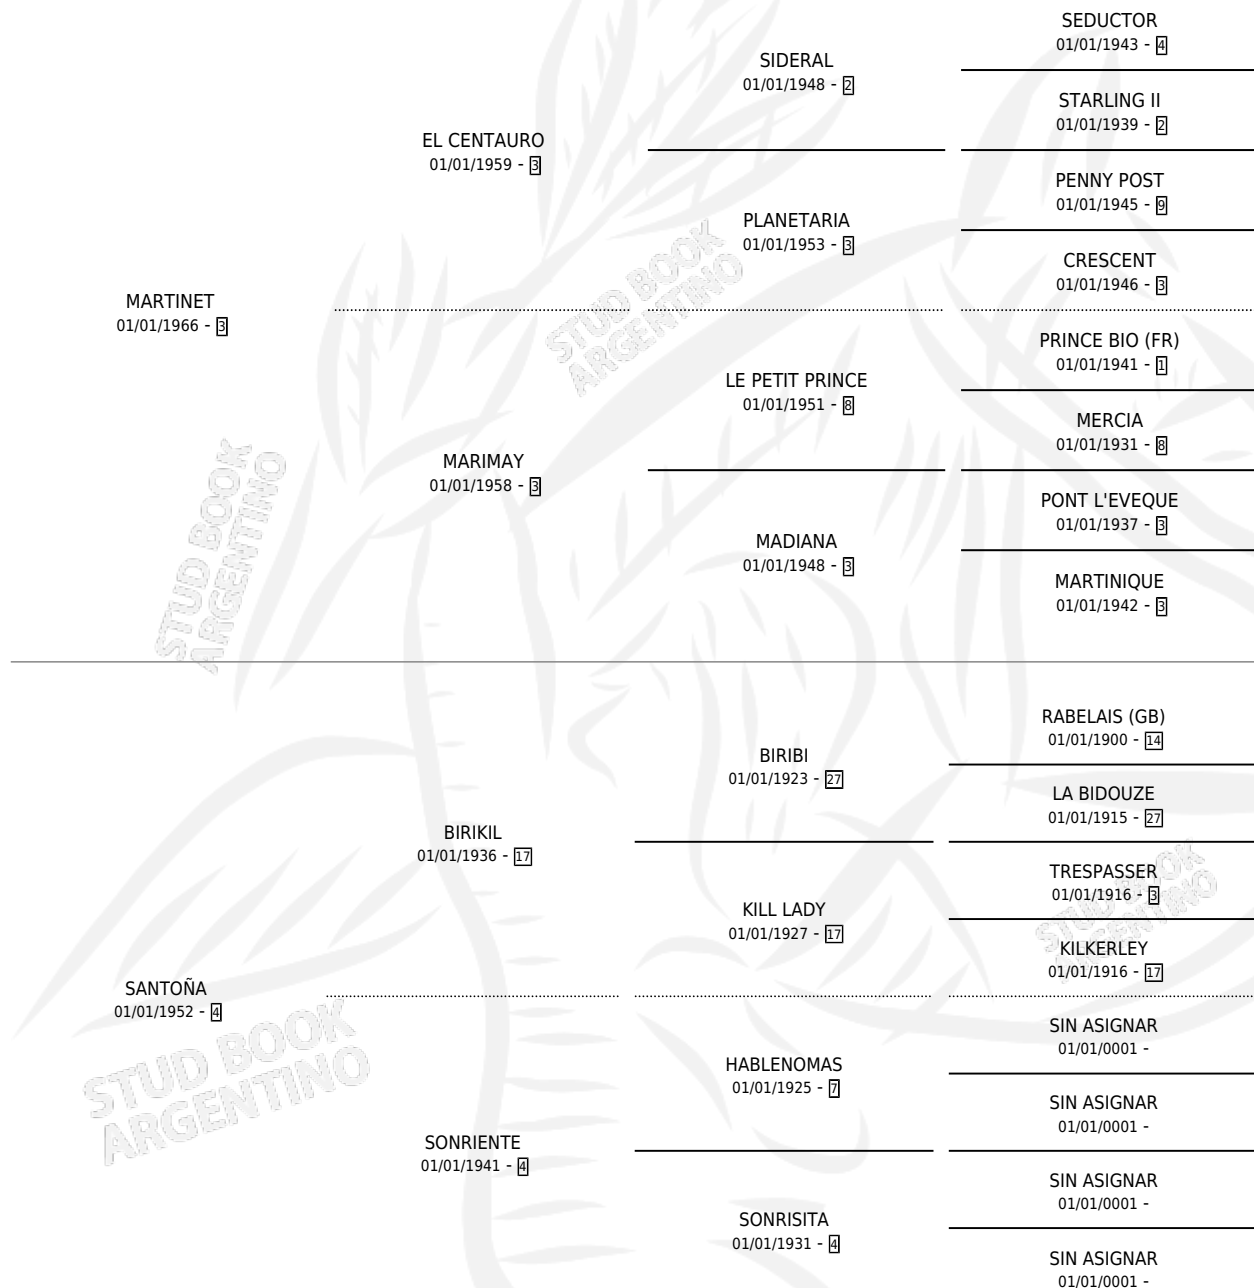 SEDUCTOR
01/01/1943 - 4
SIDERAL
01/01/1948 - 2
STARLING II
01/01/1939 - 2
EL CENTAURO
01/01/1959 - 3
PENNY POST
01/01/1945 - 9
PLANETARIA
01/01/1953 - 3
CRESCENT
01/01/1946 - 3
MARTINET
01/01/1966 - 3
PRINCE BIO (FR)
01/01/1941 - 1
LE PETIT PRINCE
01/01/1951 - 8
MERCIA
01/01/1931 - 8
MARIMAY
01/01/1958 - 3
PONT L'EVEQUE
01/01/1937 - 3
MADIANA
01/01/1948 - 3
MARTINIQUE
01/01/1942 - 3
STUD BOOK
ARGENTINO
STUD BOOK
ARGENTINO
RABELAIS (GB)
01/01/1900 - 14
BIRIBI
01/01/1923 - 27
LA BIDOUZE
01/01/1915 - 27
BIRIKIL
01/01/1936 - 17
TRESPASSER
01/01/1916 - 3
KILL LADY
01/01/1927 - 17
KILKERLEY
01/01/1916 - 17
SANTOÑA
01/01/1952 - 4
SIN ASIGNAR
01/01/0001 -
HABLENOMAS
01/01/1925 - 7
SIN ASIGNAR
01/01/0001 -
SONRIENTE
01/01/1941 - 4
SIN ASIGNAR
01/01/0001 -
SONRISITA
01/01/1931 - 4
SIN ASIGNAR
01/01/0001 -
STUD BOOK
ARGENTINO
STUD BOOK
ARGENTINO